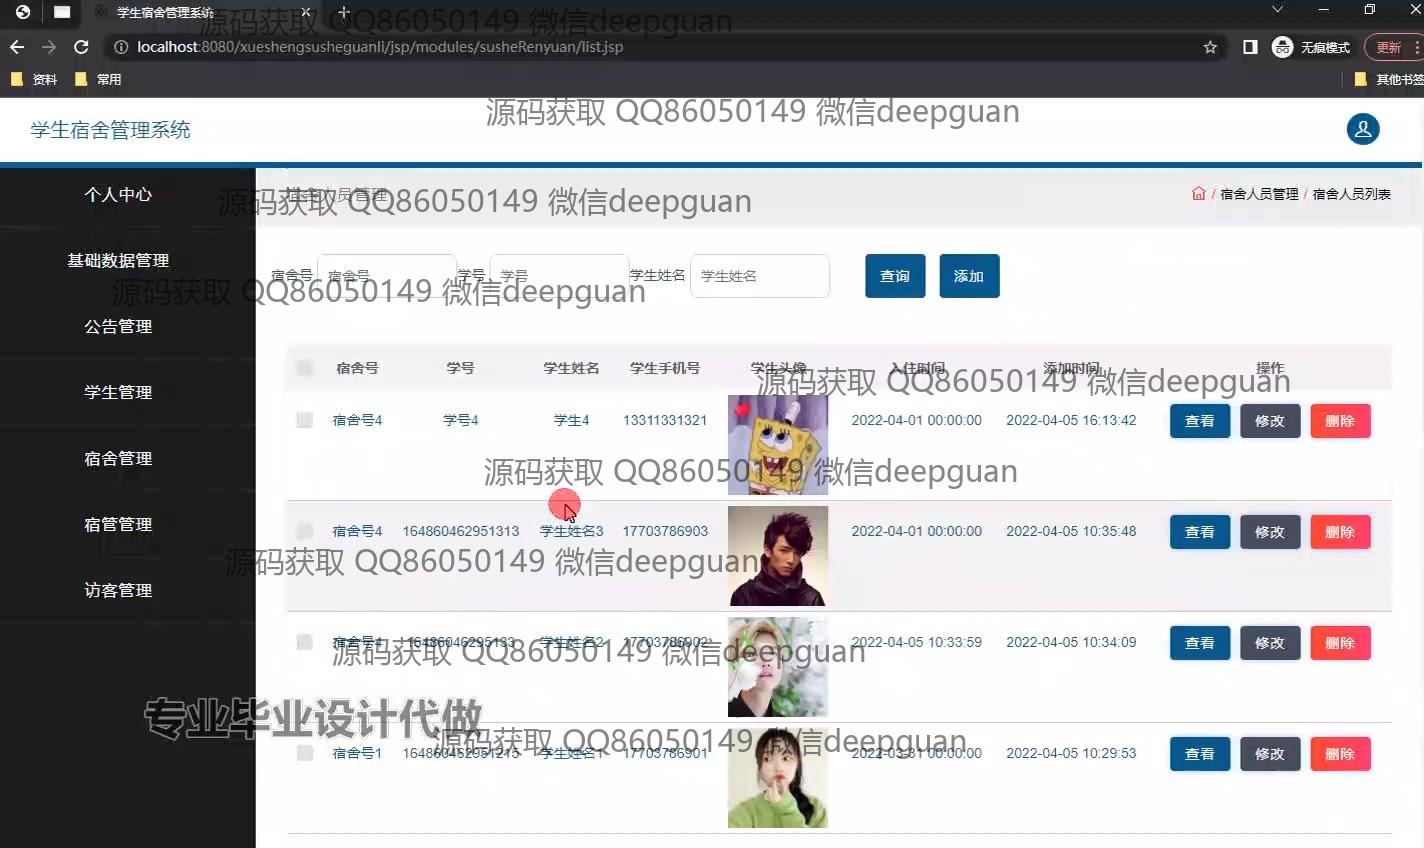 学生宿舍管理系统
源码获取 QQ86050149 微信deepguan
localhost:8080/xueshengsusheguanli/jsp/modules/susheRenyuan/list.jsp
无痕模式
更新
资料
常用
其他书签
源码获取 QQ86050149 微信deepguan
学生宿舍管理系统
个人中心
宿舍人员管理
源码获取 QQ86050149 微信deepguan
/ 宿舍人员管理 / 宿舍人员列表
基础数据管理
宿舍号 宿舍号 学号 学号 学生姓名 学生姓名 查询 添加
源码获取 QQ86050149 微信deepguan
公告管理
宿舍号 学号 学生姓名 学生手机号 学生头像 入住时间 添加时间 操作
源码获取 QQ86050149 微信deepguan
学生管理
宿舍号4 学号4 学生4 13311331321 2022-04-01 00:00:00 2022-04-05 16:13:42 查看 修改 删除
宿舍管理
源码获取 QQ86050149 微信deepguan
宿管管理
宿舍号4 164860462951313 学生姓名3 17703786903 2022-04-01 00:00:00 2022-04-05 10:35:48 查看 修改 删除
源码获取 QQ86050149 微信deepguan
访客管理
宿舍号4 16486046295133 学生姓名2 17703786902 2022-04-05 10:33:59 2022-04-05 10:34:09 查看 修改 删除
源码获取 QQ86050149 微信deepguan
专业毕业设计代做
源码获取 QQ86050149 微信deepguan
宿舍号1 164860462951215 学生姓名1 17703786901 2022-03-31 00:00:00 2022-04-05 10:29:53 查看 修改 删除